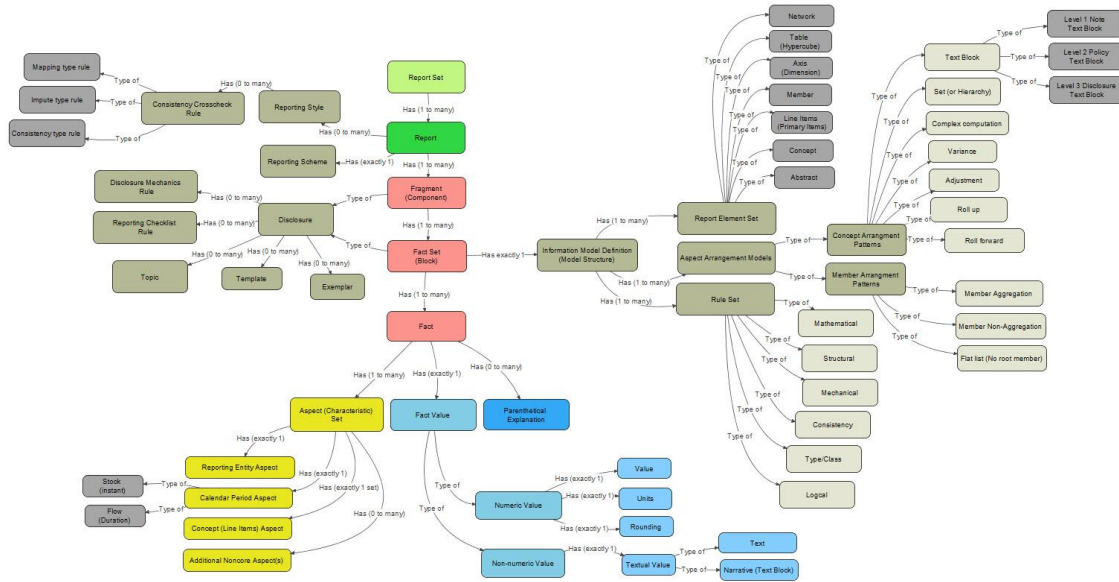 Network
Table
(Hypercube)
Axis
(Dimension)
Member
Line Items
(Primary Items)
Concept
Abstract
Type of
Type of
Type of
Type of
Type of
Type of
Type of
Level 1 Note
Text Block
Level 2 Policy
Text Block
Level 3 Disclosure
Text Block
Type of
Type of
Type of
Text Block
Set (or Hierarchy)
Complex computation
Variance
Adjustment
Roll up
Roll forward
Type of
Type of
Type of
Type of
Type of
Type of
Type of
Mapping type rule
Impute type rule
Consistency type rule
Type of
Type of
Type of
Consistency Crosscheck
Rule
Has (0 to many)
Reporting Style
Has (0 to many)
Report Set
Has (1 to many)
Report
Has (exactly 1)
Reporting Scheme
Has (1 to many)
Fragment
(Component)
Type of
Has (1 to many)
Disclosure Mechanics
Rule
Has (0 to many)
Reporting Checklist
Rule
Has (0 to many)
Disclosure
Type of
Has (0 to many)
Has (0 to many)
Has (0 to many)
Topic
Template
Exemplar
Fact Set
(Block)
Has exactly 1
Information Model Definition
(Model Structure)
Has (1 to many)
Has (1 to many)
Has (1 to many)
Report Element Set
Aspect Arrangement Models
Rule Set
Type of
Type of
Concept Arrangment
Patterns
Member Arrangment
Patterns
Type of
Type of
Type of
Member Aggregation
Member Non-Aggregation
Flat list (No root member)
Type of
Type of
Type of
Type of
Type of
Type of
Mathematical
Structural
Mechanical
Consistency
Type/Class
Logcal
Has (1 to many)
Fact
Has (1 to many)
Has (exactly 1)
Has (0 to many)
Aspect (Characteristic)
Set
Fact Value
Parenthetical
Explanation
Has (exactly 1)
Has (exactly 1)
Has (exactly 1 set)
Has (0 to many)
Reporting Entity Aspect
Calendar Period Aspect
Concept (Line Items) Aspect
Additional Noncore Aspect(s)
Type of
Type of
Stock
(instant)
Flow
(Duration)
Type of
Type of
Numeric Value
Has (exactly 1)
Has (exactly 1)
Has (exactly 1)
Value
Units
Rounding
Non-numeric Value
Has (exactly 1)
Textual Value
Type of
Type of
Text
Narrative (Text Block)